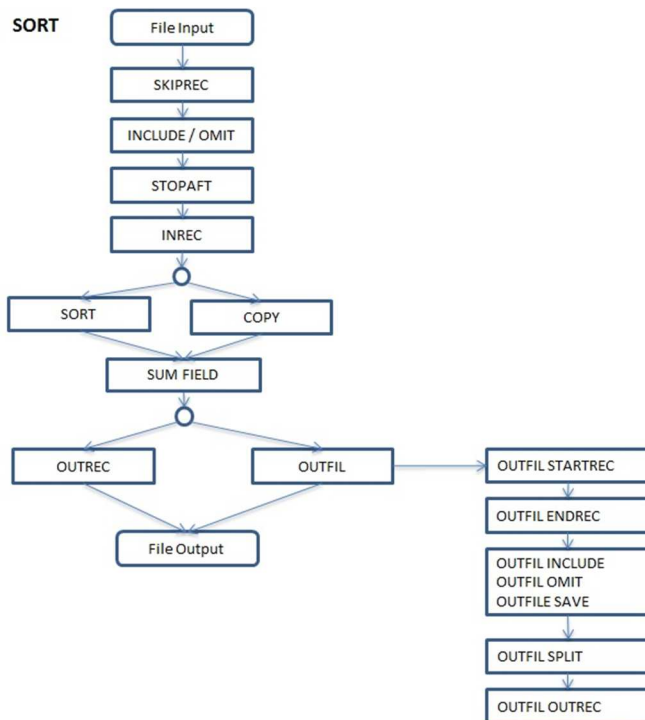 SORT
File Input
SKIPREC
INCLUDE / OMIT
STOPAFT
INREC
SORT
COPY
SUM FIELD
OUTREC
OUTFIL
File Output
OUTFIL STARTREC
OUTFIL ENDREC
OUTFIL INCLUDE
OUTFIL OMIT
OUTFILE SAVE
OUTFIL SPLIT
OUTFIL OUTREC